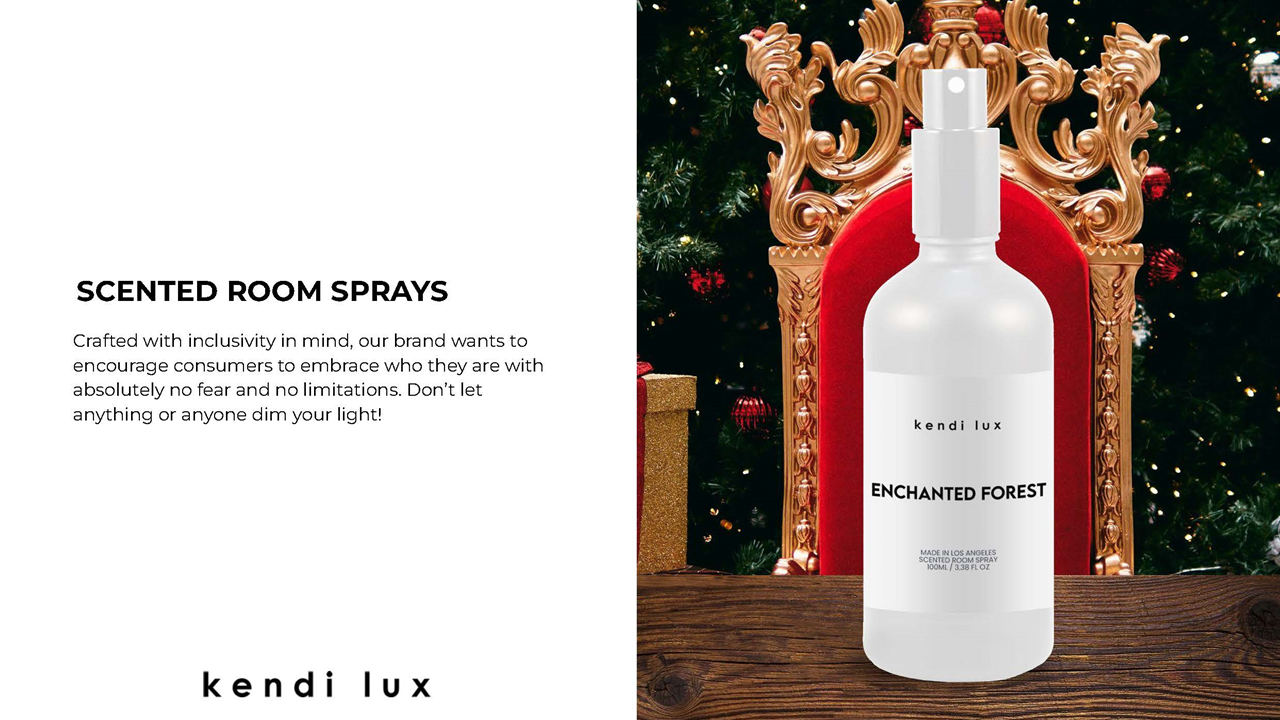 SCENTED ROOM SPRAYS
Crafted with inclusivity in mind, our brand wants to
encourage consumers to embrace who they are with
absolutely no fear and no limitations. Don’t let
anything or anyone dim your light!
kendi lux
kendi lux
ENCHANTED FOREST
MADE IN LOS ANGELES
SCENTED ROOM SPRAY
100ML / 3.38 FL OZ